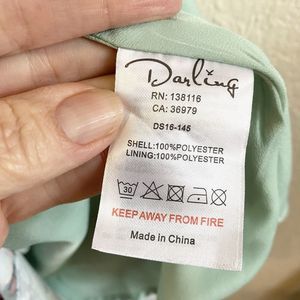 Darling
RN: 138116
CA: 36979
DS16-145
SHELL:100%POLYESTER
LINING:100%POLYESTER
30
KEEP AWAY FROM FIRE
Made in China